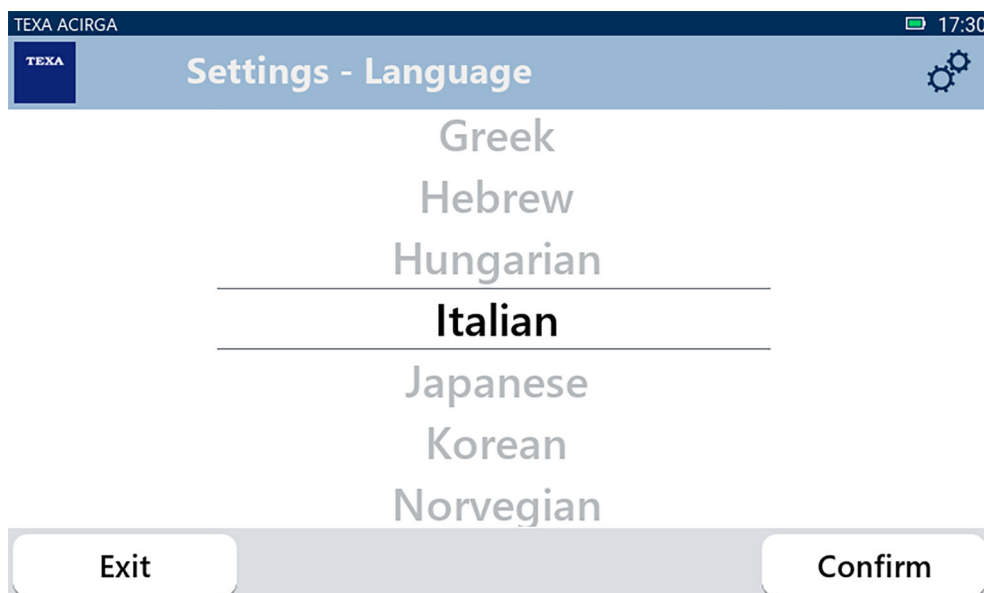 TEXA ACIRGA 17:30
TEXA
Settings - Language
Greek
Hebrew
Hungarian
Italian
Japanese
Korean
Norvegian
Exit Confirm